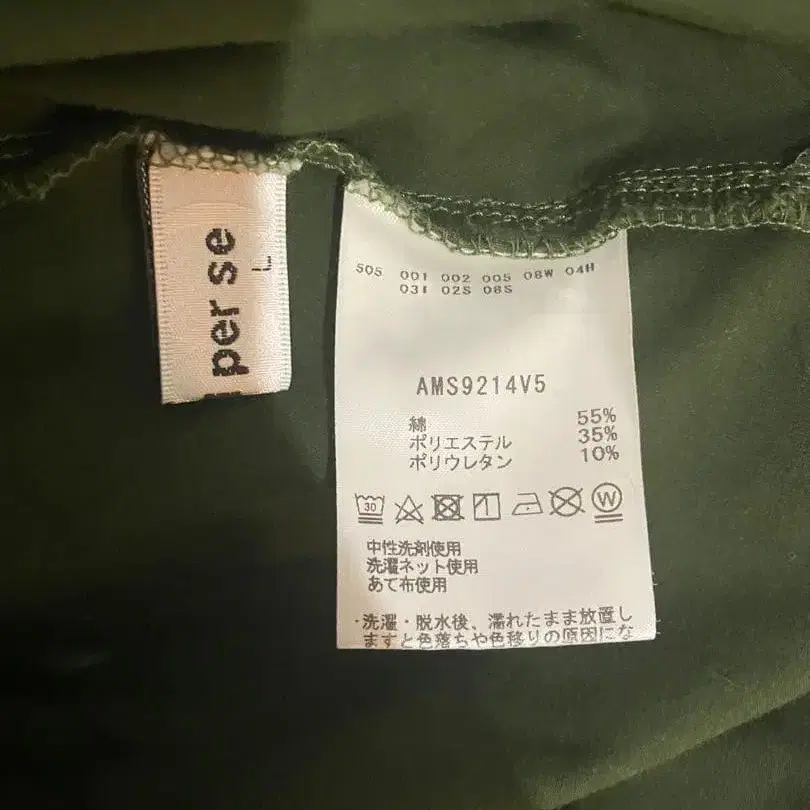 per se
L
505 001 002 005 08W 04H
03I 02S 08S
AMS9214V5
綿 55%
ポリエステル 35%
ポリウレタン 10%
30 W
中性洗剤使用
洗濯ネット使用
あて布使用
・洗濯・脱水後、濡れたまま放置し
ますと色落ちや色移りの原因にな